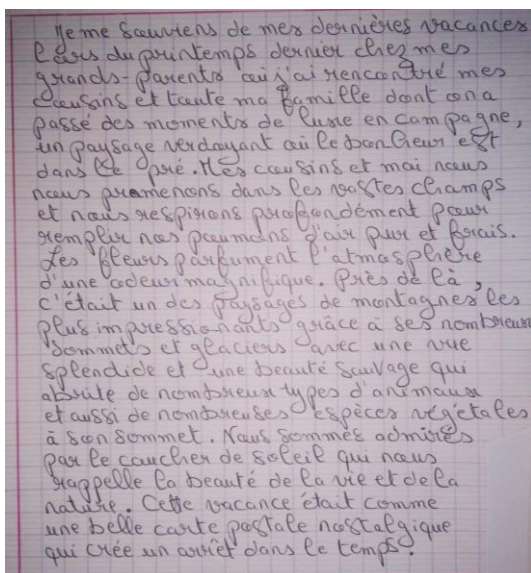 Je me souviens de mes dernières vacances
lors du printemps dernier chez mes
grands-parents où j'ai rencontré mes
cousins et toute ma famille dont on a
passé des moments de luxe en campagne,
un paysage verdoyant où le bonheur est
dans le pré. Mes cousins et moi nous
nous promenons dans les vastes champs
et nous respirons profondément pour
remplir nos poumons d'air pur et frais.
Les fleurs parfument l'atmosphère
d'une odeur magnifique. Près de là,
c'était un des paysages de montagnes les
plus impressionants grâce à ses nombreux
sommets et glaciers avec une vue
splendide et une beauté sauvage qui
abrite de nombreux types d'animaux
et aussi de nombreuses espèces végétales
à son sommet. Nous sommes admirés
par le coucher de soleil qui nous
rappelle la beauté de la vie et de la
nature. Cette vacance était comme
une belle carte postale nostalgique
qui crée un arrêt dans le temps.